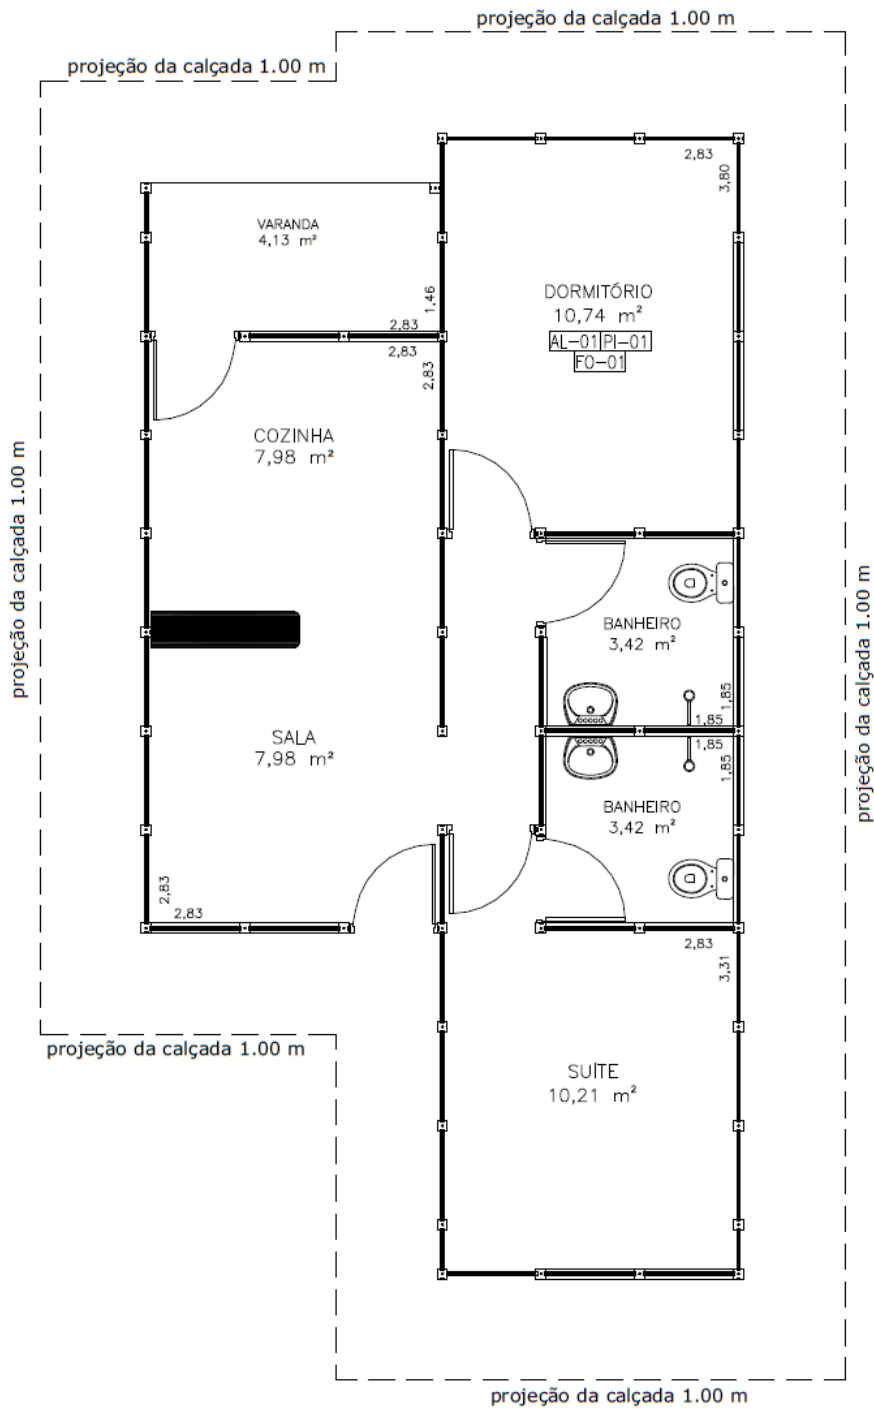 projeção da calçada 1.00 m
projeção da calçada 1.00 m
2,83
3,80
VARANDA
4,13 m²
1,46
2,83
DORMITÓRIO
10,74 m²
AL-01 PI-01
FO-01
2,83
2,83
COZINHA
7,98 m²
projeção da calçada 1.00 m
projeção da calçada 1.00 m
BANHEIRO
3,42 m²
1,85
1,85
SALA
7,98 m²
1,85
1,85
BANHEIRO
3,42 m²
2,83
2,83
2,83
3,31
projeção da calçada 1.00 m
SUÍTE
10,21 m²
projeção da calçada 1.00 m